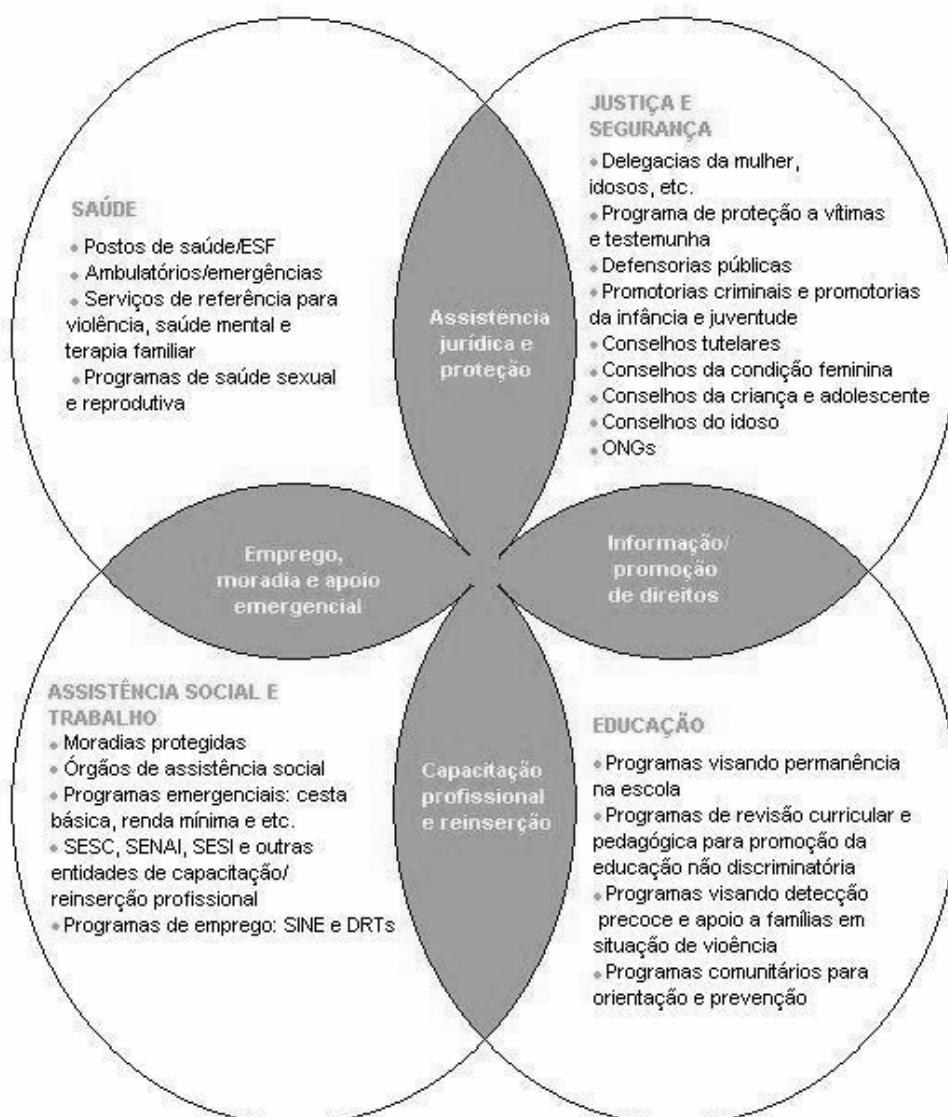 SAÚDE
• Postos de saúde/ESF
• Ambulatórios/emergências
• Serviços de referência para
violência, saúde mental e
terapia familiar
• Programas de saúde sexual
e reprodutiva
JUSTIÇA E
SEGURANÇA
• Delegacias da mulher,
idosos, etc.
• Programa de proteção a vítimas
e testemunha
• Defensorias públicas
• Promotorias criminais e promotorias
da infância e juventude
• Conselhos tutelares
• Conselhos da condição feminina
• Conselhos da criança e adolescente
• Conselhos do idoso
• ONGs
Assistência
jurídica e
proteção
Emprego,
moradia e apoio
emergencial
Informação/
promoção
de direitos
ASSISTÊNCIA SOCIAL E
TRABALHO
• Moradias protegidas
• Órgãos de assistência social
• Programas emergenciais: cesta
básica, renda mínima e etc.
• SESC, SENAI, SESI e outras
entidades de capacitação/
reinserção profissional
• Programas de emprego: SINE e DRTs
Capacitação
profissional
e reinserção
EDUCAÇÃO
• Programas visando permanência
na escola
• Programas de revisão curricular e
pedagógica para promoção da
educação não discriminatória
• Programas visando detecção
precoce e apoio a famílias em
situação de vioência
• Programas comunitários para
orientação e prevenção